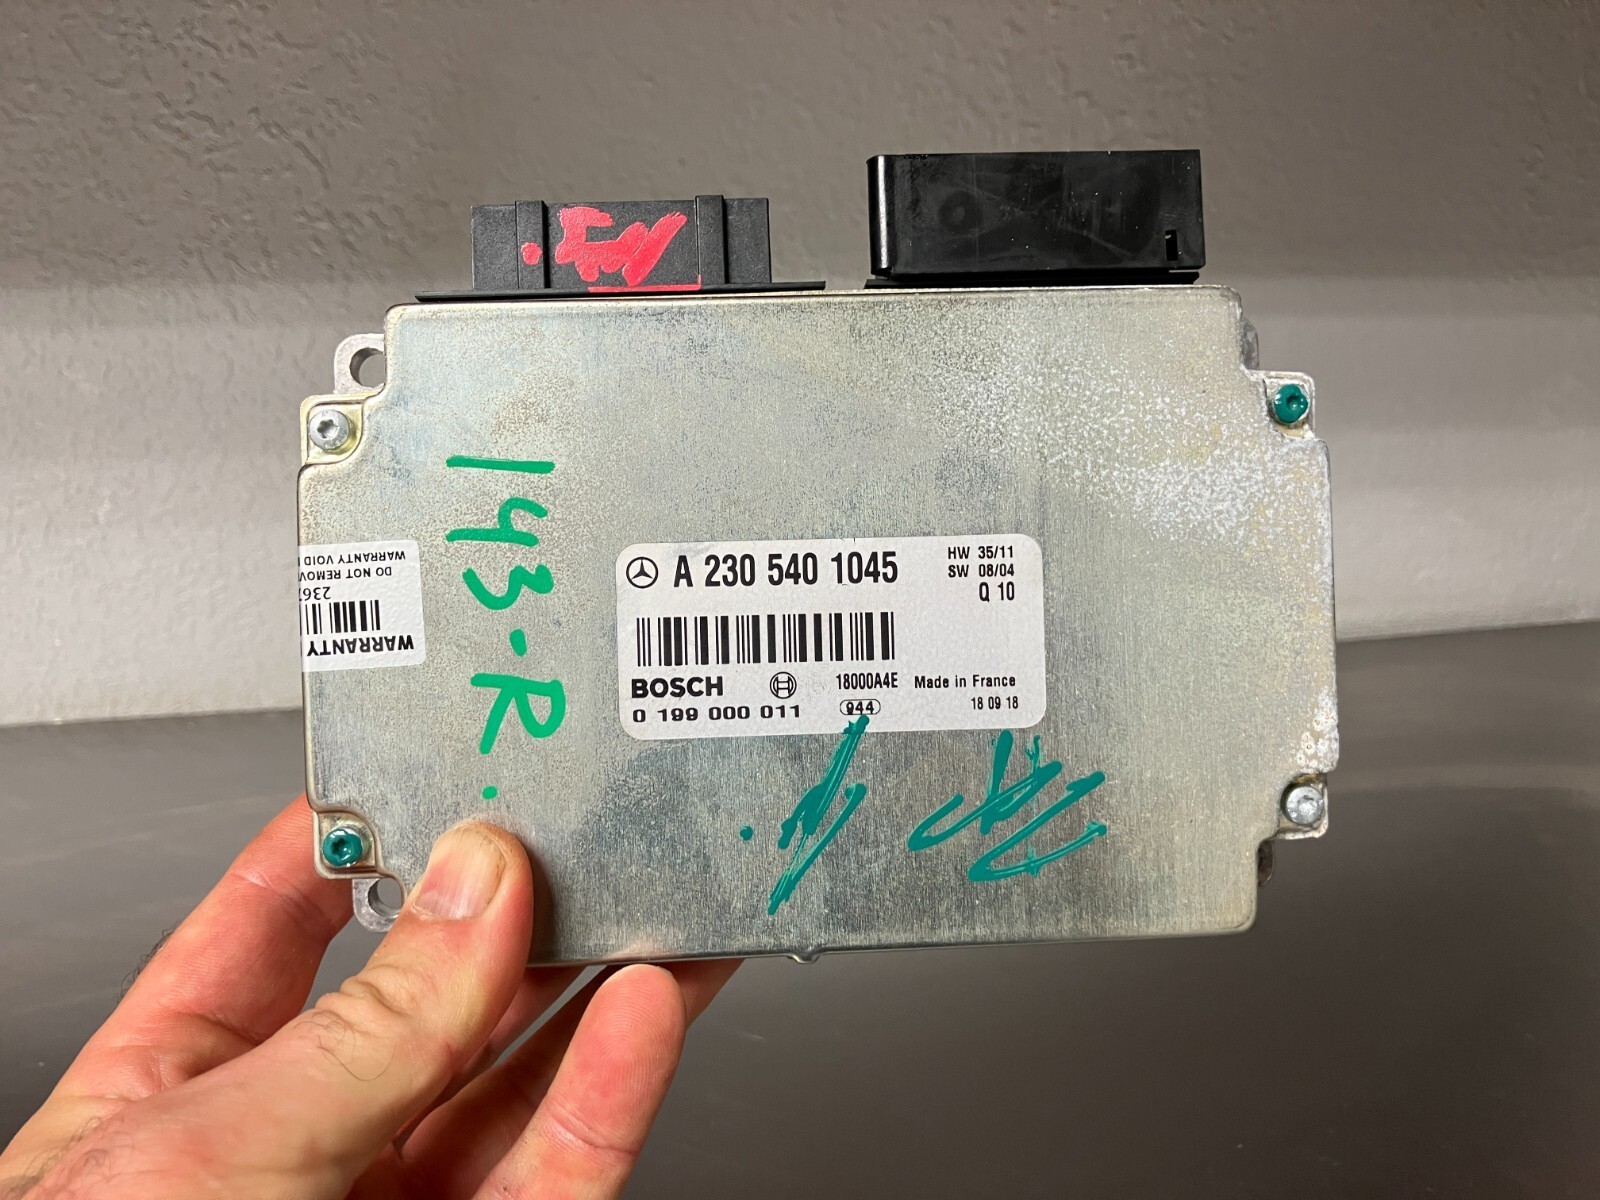 143-R.
A 230 540 1045
HW 35/11
SW 08/04
Q 10
BOSCH
18000A4E
Made in France
0 199 000 011
944
18 09 18
WARRANTY
236
DO NOT REMOV
WARRANTY VOID